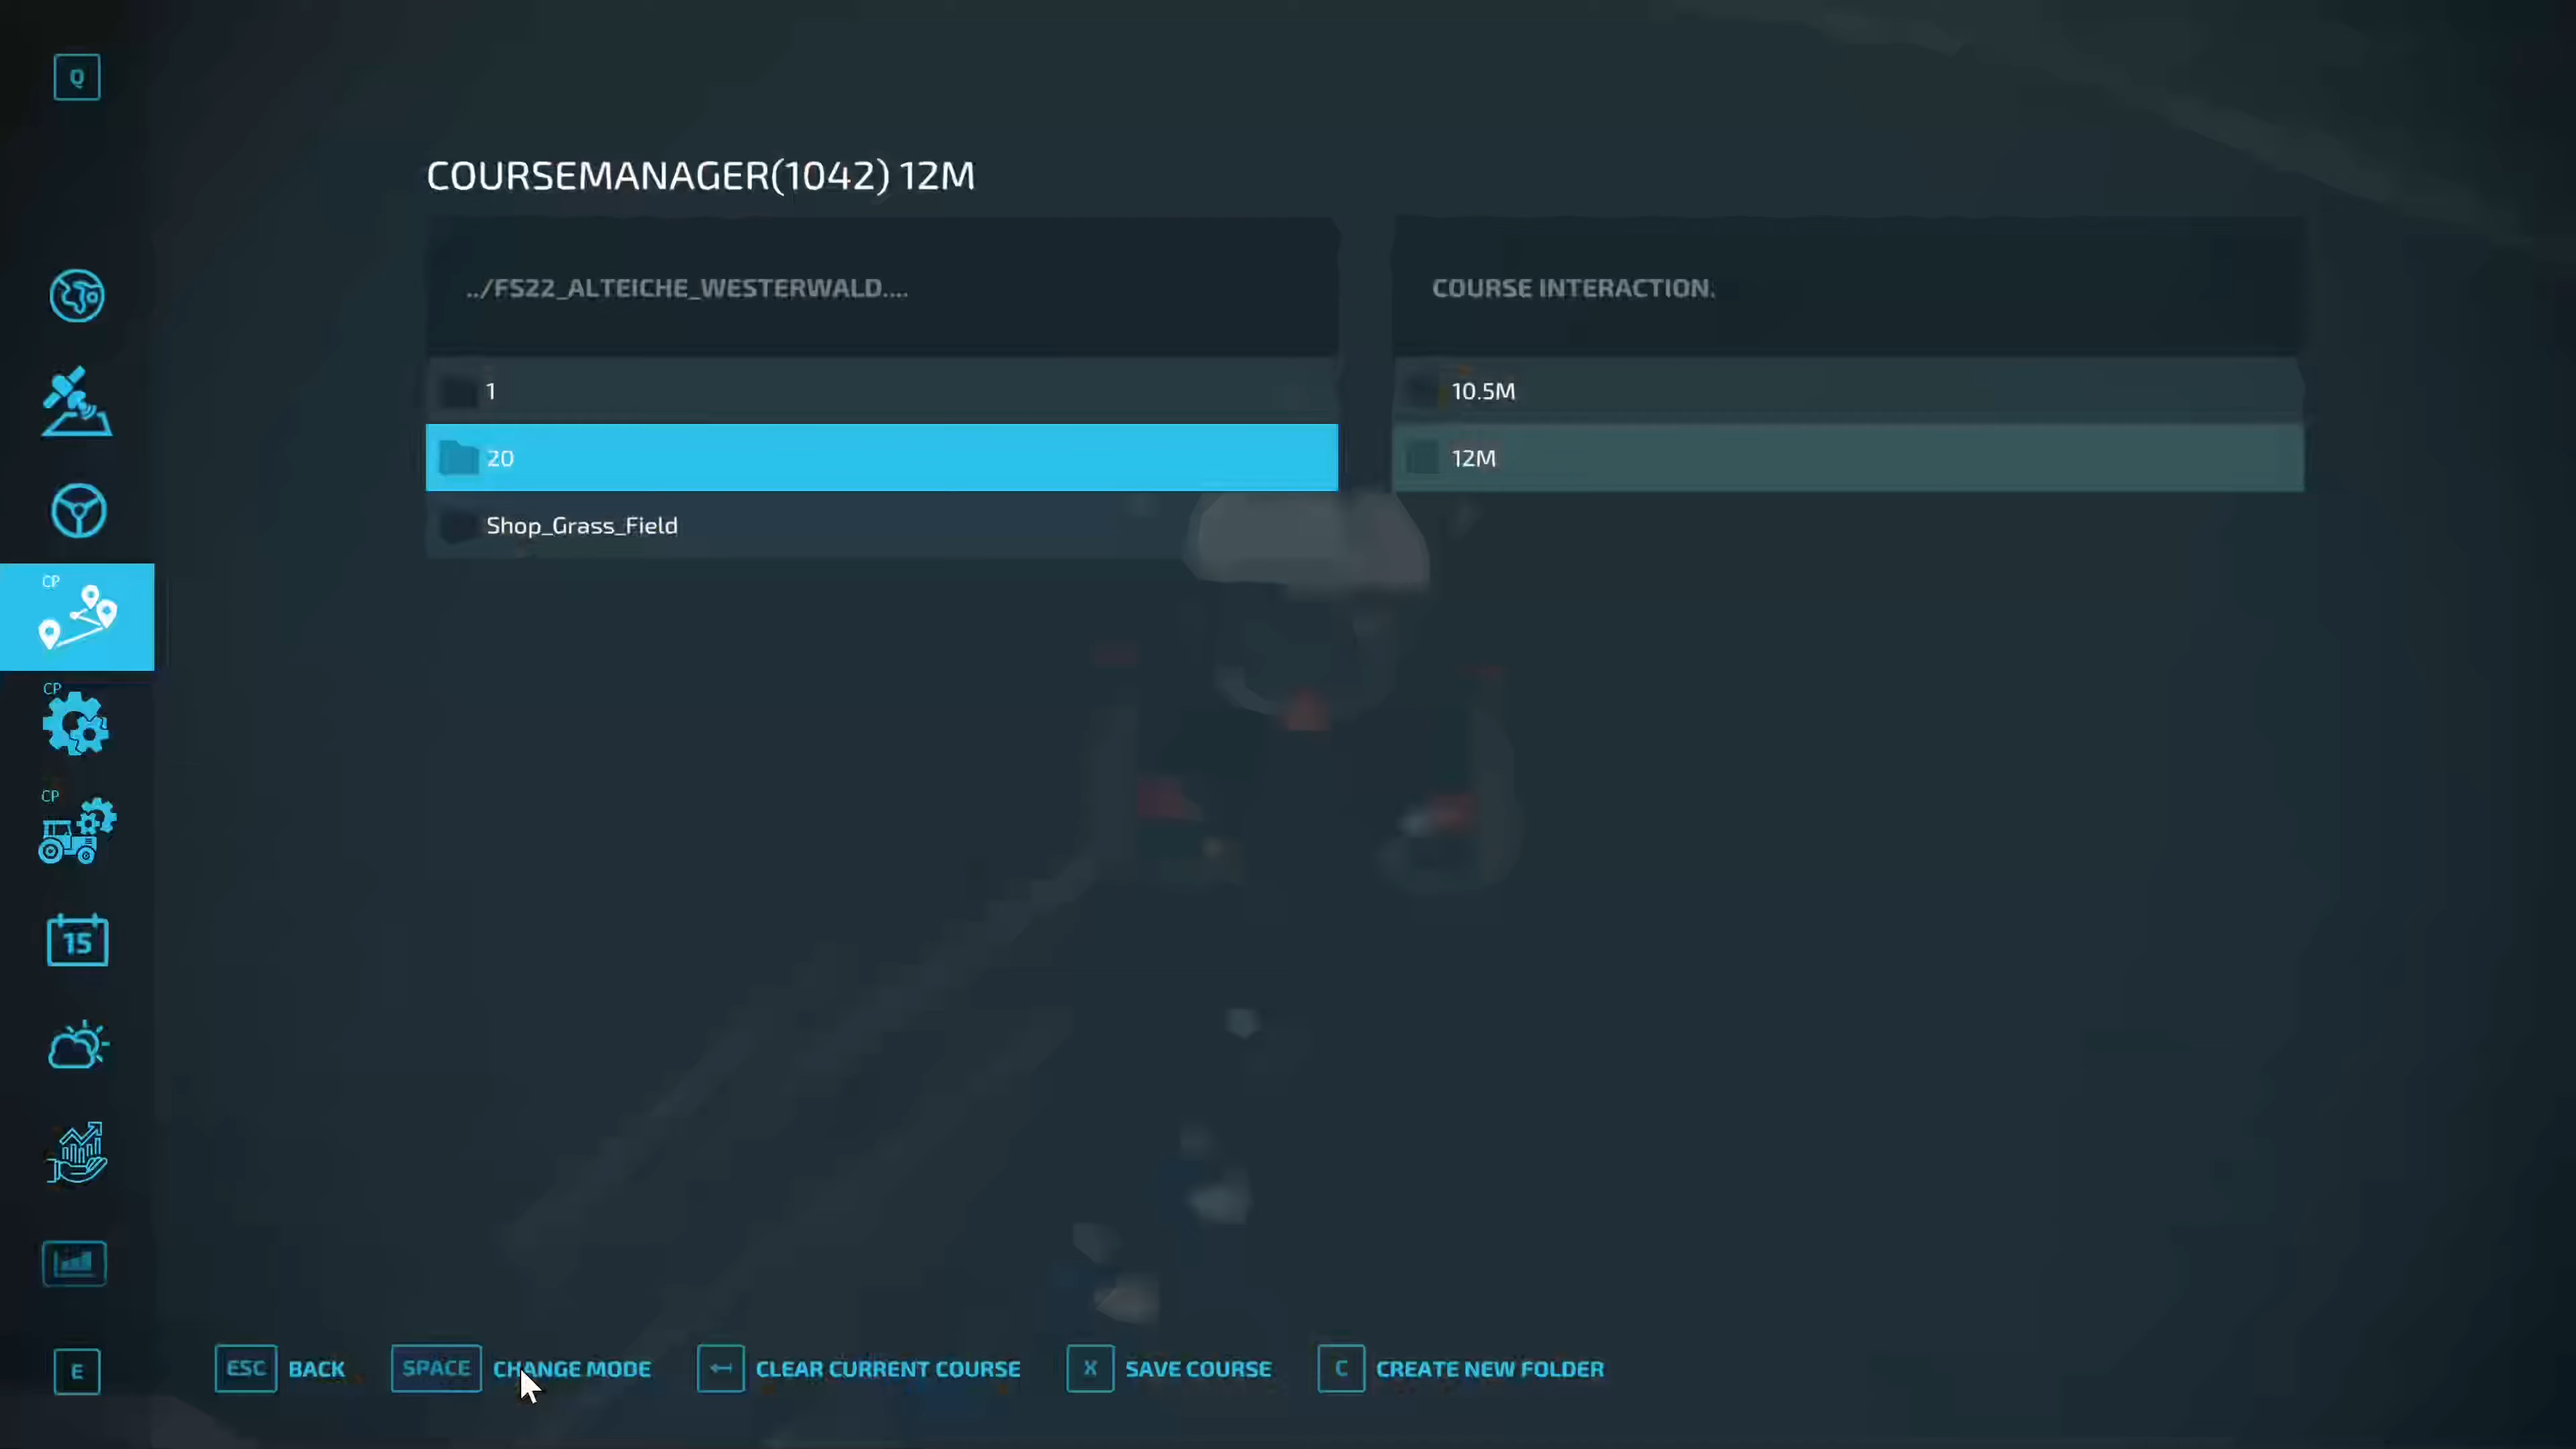 Q
COURSEMANAGER(1042) 12M
../FS22_ALTEICHE_WESTERWALD....
COURSE INTERACTION.
1
10.5M
20
12M
Shop_Grass_Field
CP
CP
CP
15
E
ESC BACK SPACE CHANGE MODE CLEAR CURRENT COURSE X SAVE COURSE C CREATE NEW FOLDER